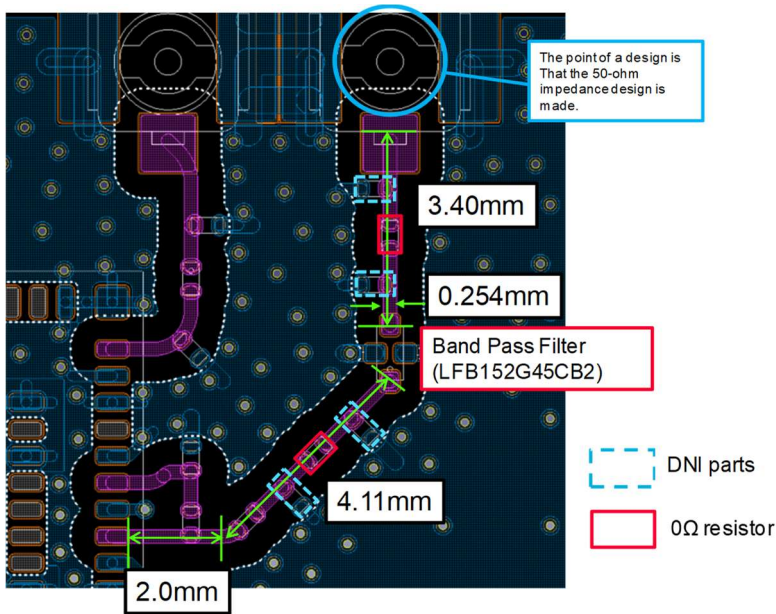 The point of a design is
That the 50-ohm
impedance design is
made.
3.40mm
0.254mm
Band Pass Filter
(LFB152G45CB2)
DNI parts
4.11mm
0Ω resistor
2.0mm